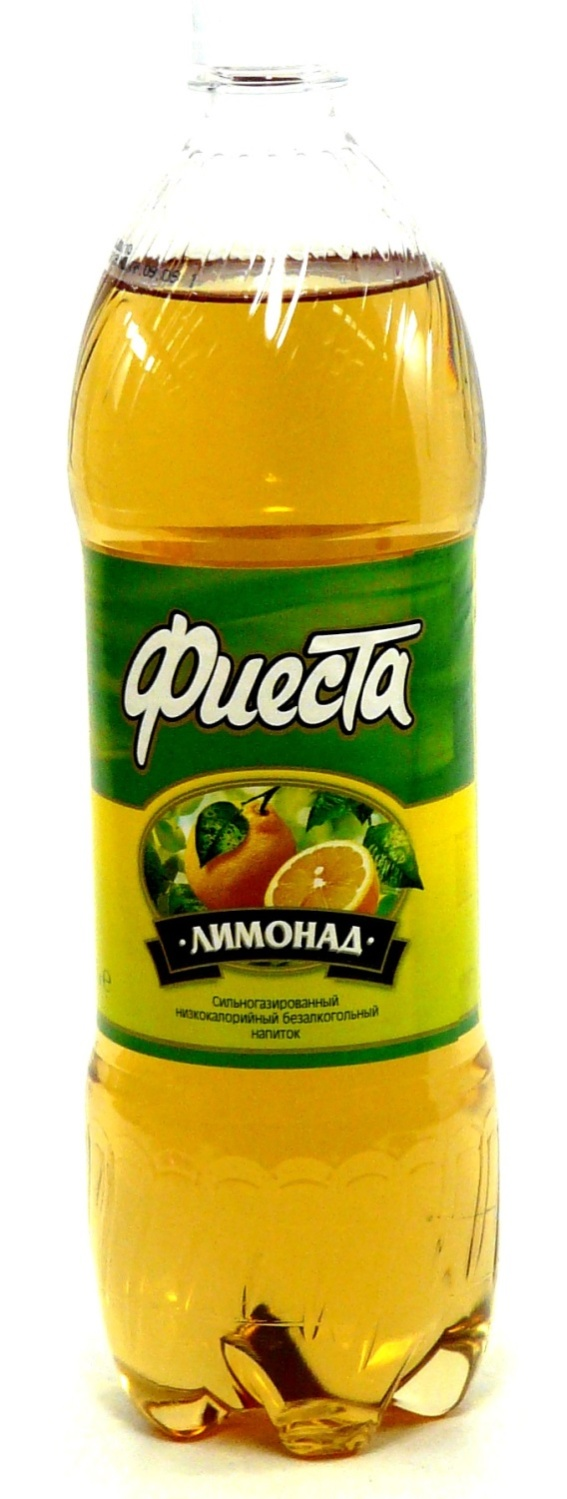 Фиеста
·ЛИМОНАД·
Сильногазированный
низкокалорийный безалкогольный
напиток